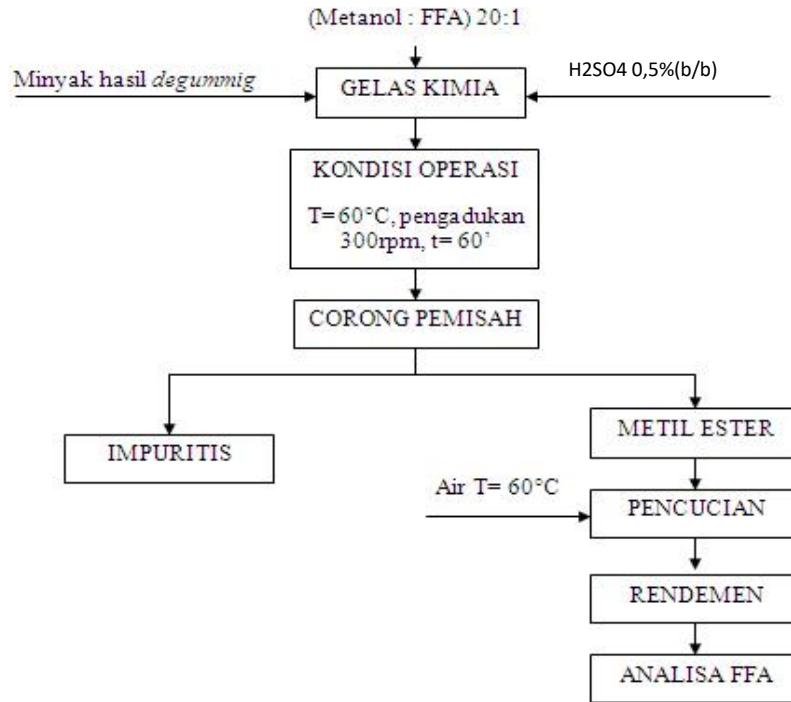 (Metanol : FFA) 20:1
Minyak hasil degummig
H2SO4 0,5%(b/b)
GELAS KIMIA
KONDISI OPERASI
T= 60°C, pengadukan
300rpm, t= 60’
CORONG PEMISAH
IMPURITIS
METIL ESTER
Air T= 60°C
PENCUCIAN
RENDEMEN
ANALISA FFA